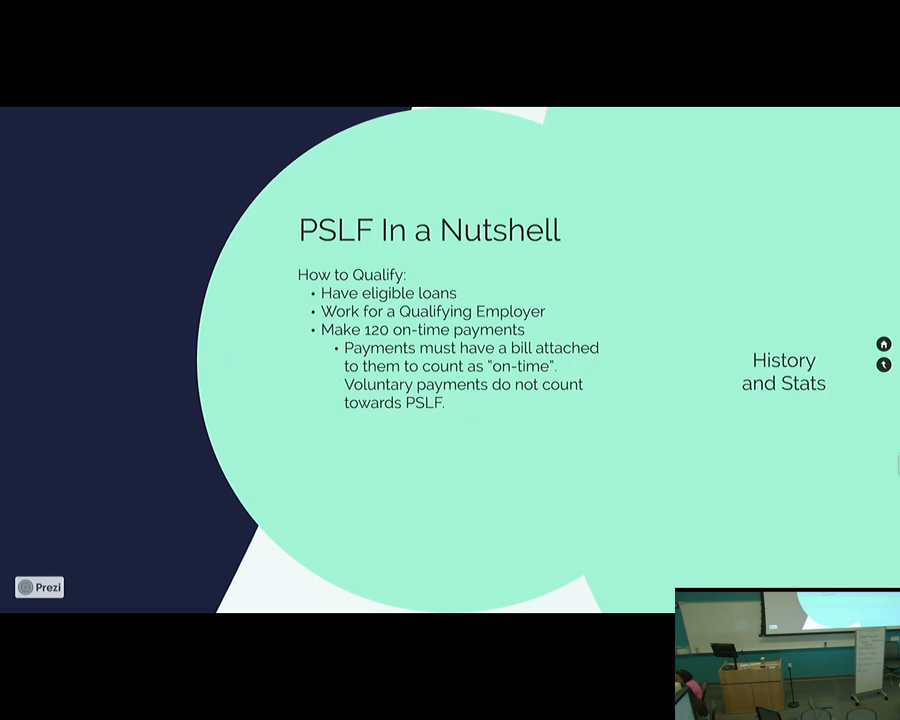 PSLF In a Nutshell
How to Qualify:
• Have eligible loans
• Work for a Qualifying Employer
• Make 120 on-time payments
• Payments must have a bill attached
to them to count as “on-time”.
Voluntary payments do not count
towards PSLF.
History
and Stats
Prezi